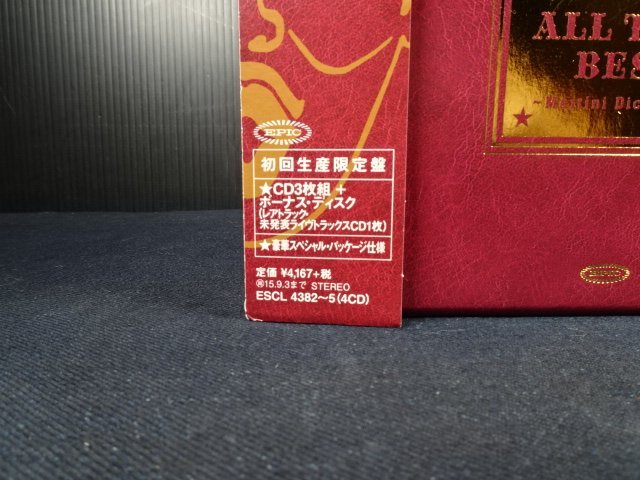 EPIC
初回生産限定盤
★CD3枚組 +
ボーナス・ディスク
(レアトラック・
未発表ライヴトラックスCD1枚)
★豪華スペシャル・パッケージ仕様
定価 ¥4,167+税
15.9.3まで STEREO
ESCL 4382~5(4CD)
ALL
BES
EPIC